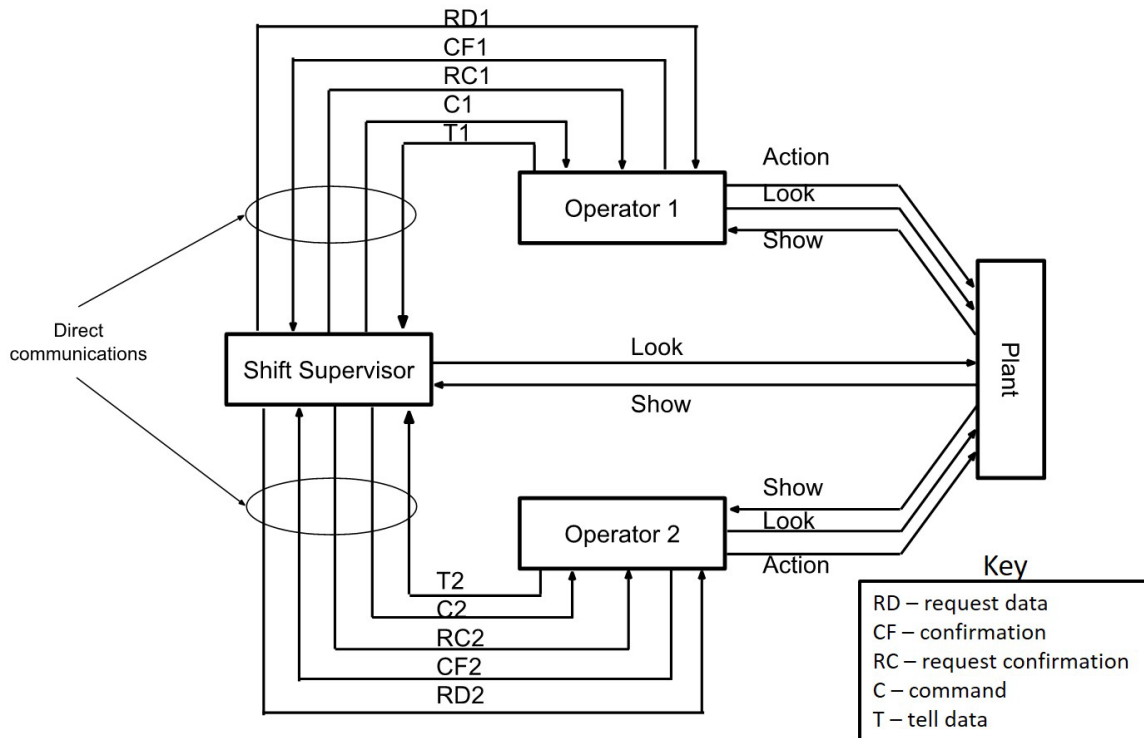 RD1
CF1
RC1
C1
T1
Action
Look
Show
Operator 1
Direct
communications
Shift Supervisor
Look
Show
Plant
Operator 2
Show
Look
Action
T2
C2
RC2
CF2
RD2
Key
RD – request data
CF – confirmation
RC – request confirmation
C – command
T – tell data